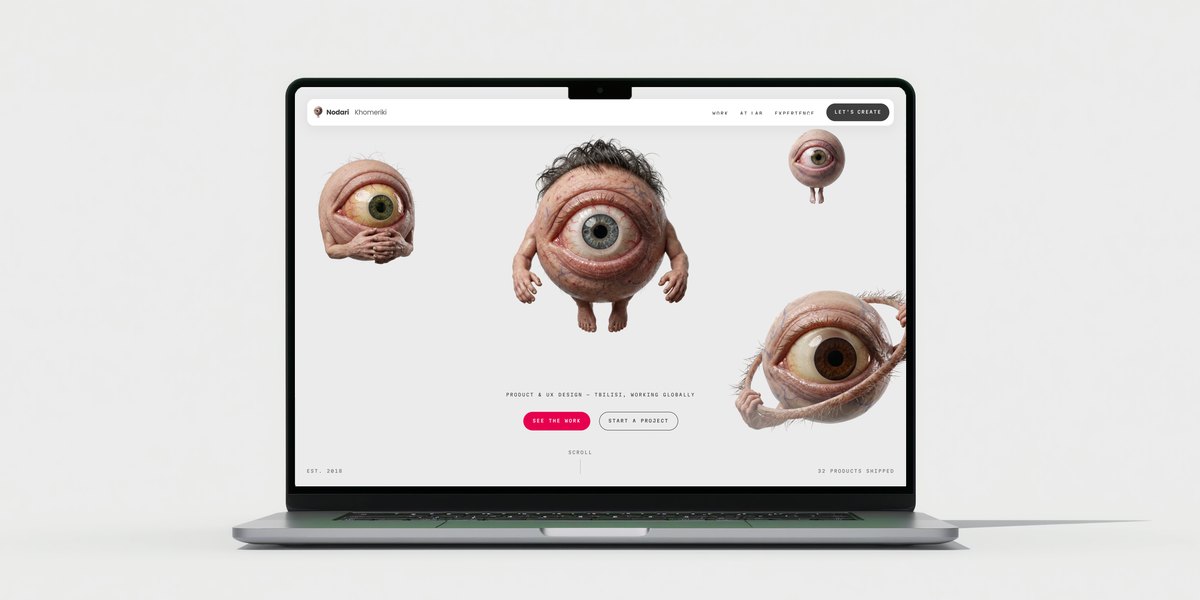 Nodari Khomeriki
WORK AI LAB EXPERIENCE LET'S CREATE
PRODUCT & UX DESIGN — TBILISI, WORKING GLOBALLY
SEE THE WORK START A PROJECT
SCROLL
EST. 2018 32 PRODUCTS SHIPPED